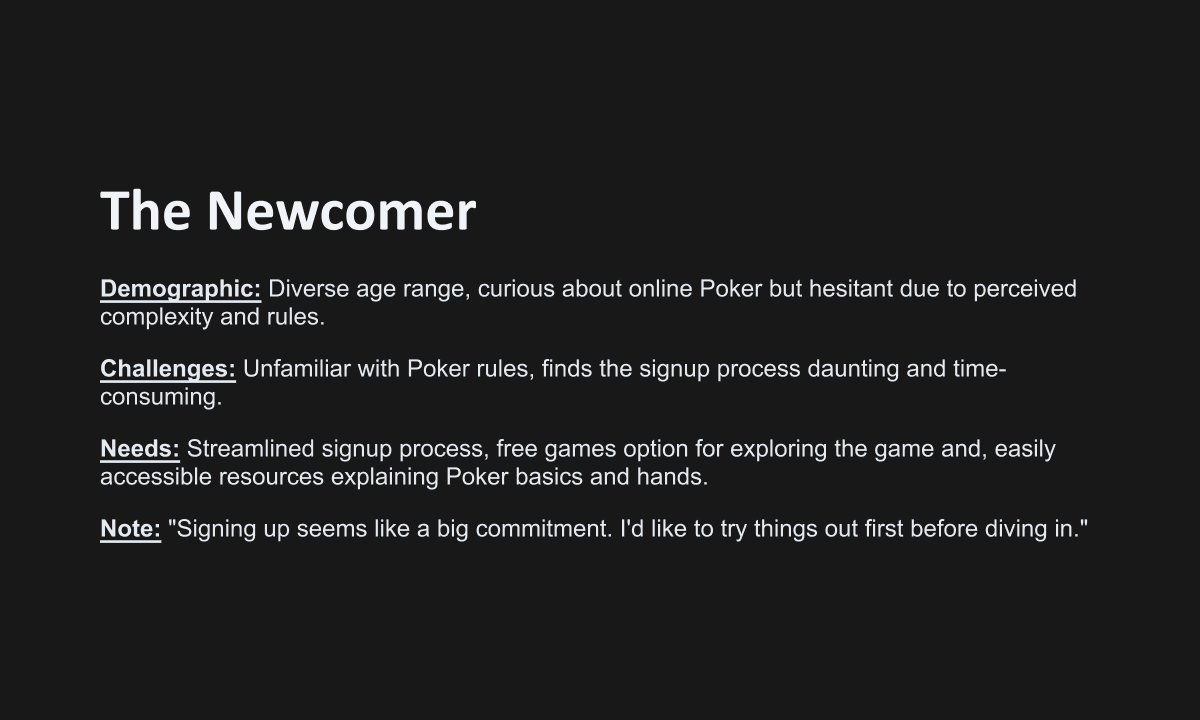 The Newcomer
Demographic: Diverse age range, curious about online Poker but hesitant due to perceived
complexity and rules.
Challenges: Unfamiliar with Poker rules, finds the signup process daunting and time-
consuming.
Needs: Streamlined signup process, free games option for exploring the game and, easily
accessible resources explaining Poker basics and hands.
Note: "Signing up seems like a big commitment. I'd like to try things out first before diving in."